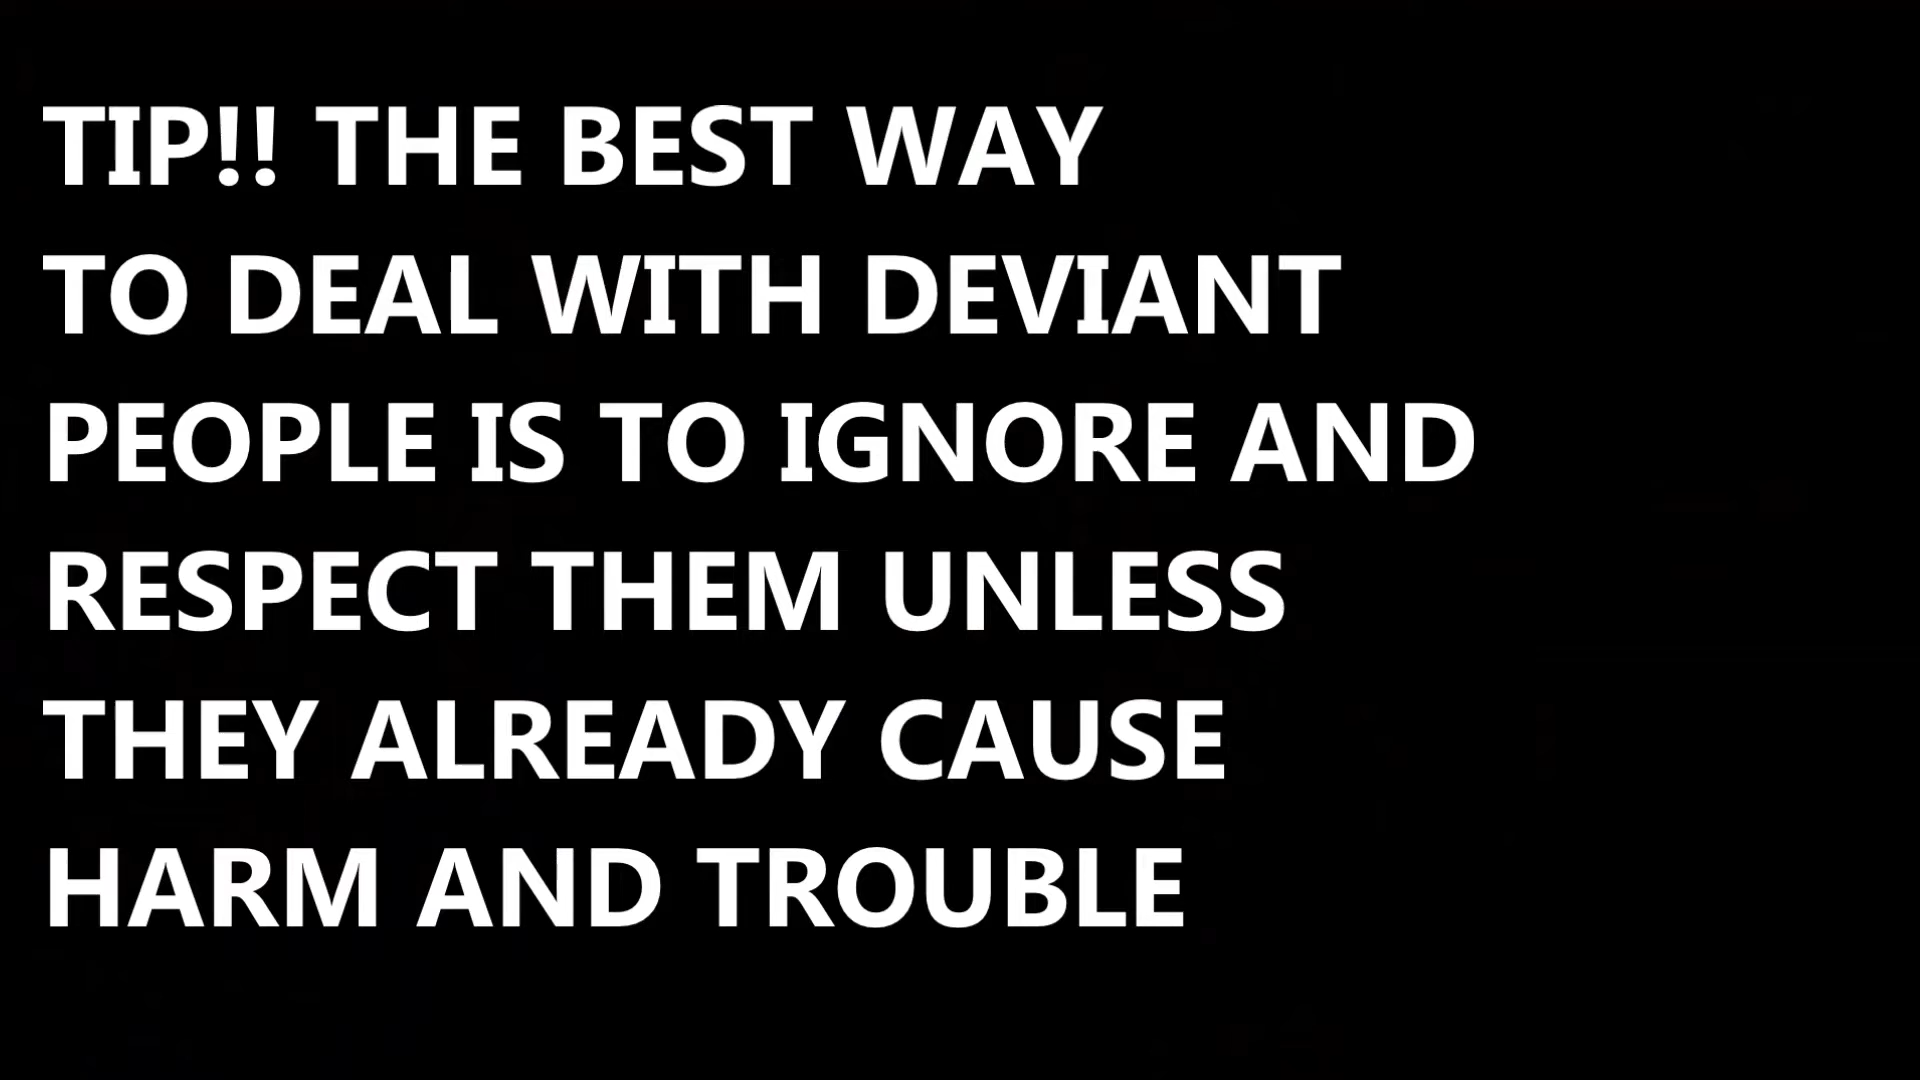 TIP!! THE BEST WAY
TO DEAL WITH DEVIANT
PEOPLE IS TO IGNORE AND
RESPECT THEM UNLESS
THEY ALREADY CAUSE
HARM AND TROUBLE